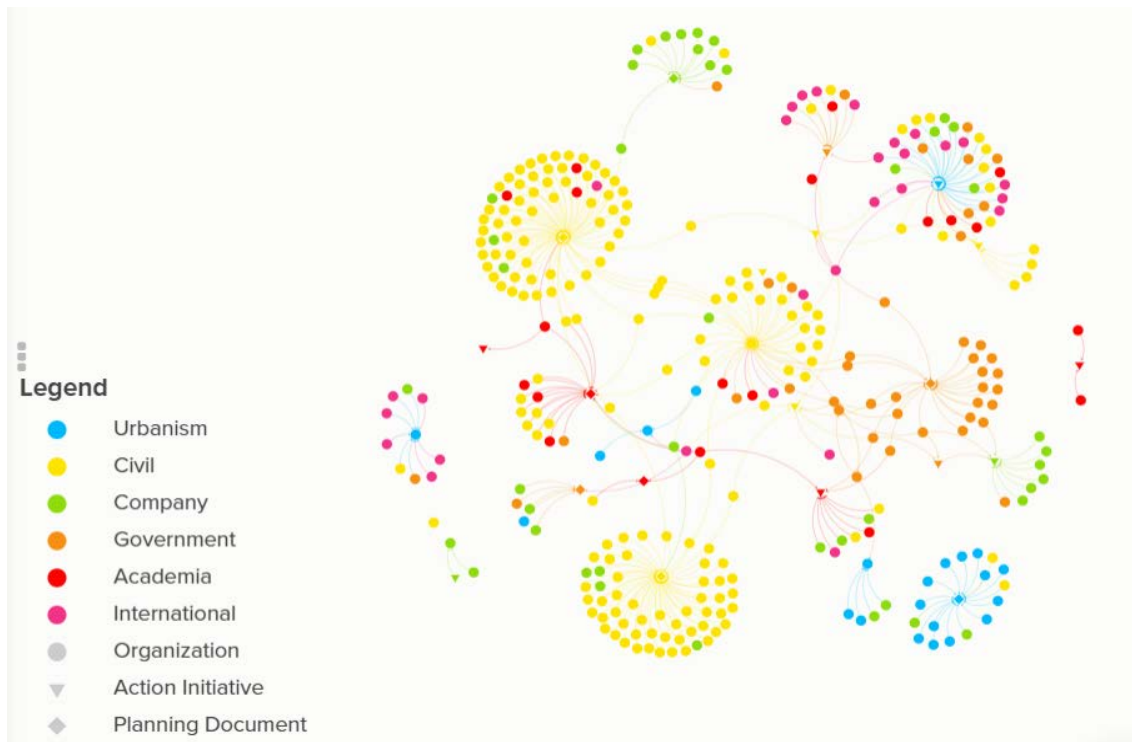 Legend
Urbanism
Civil
Company
Government
Academia
International
Organization
Action Initiative
Planning Document